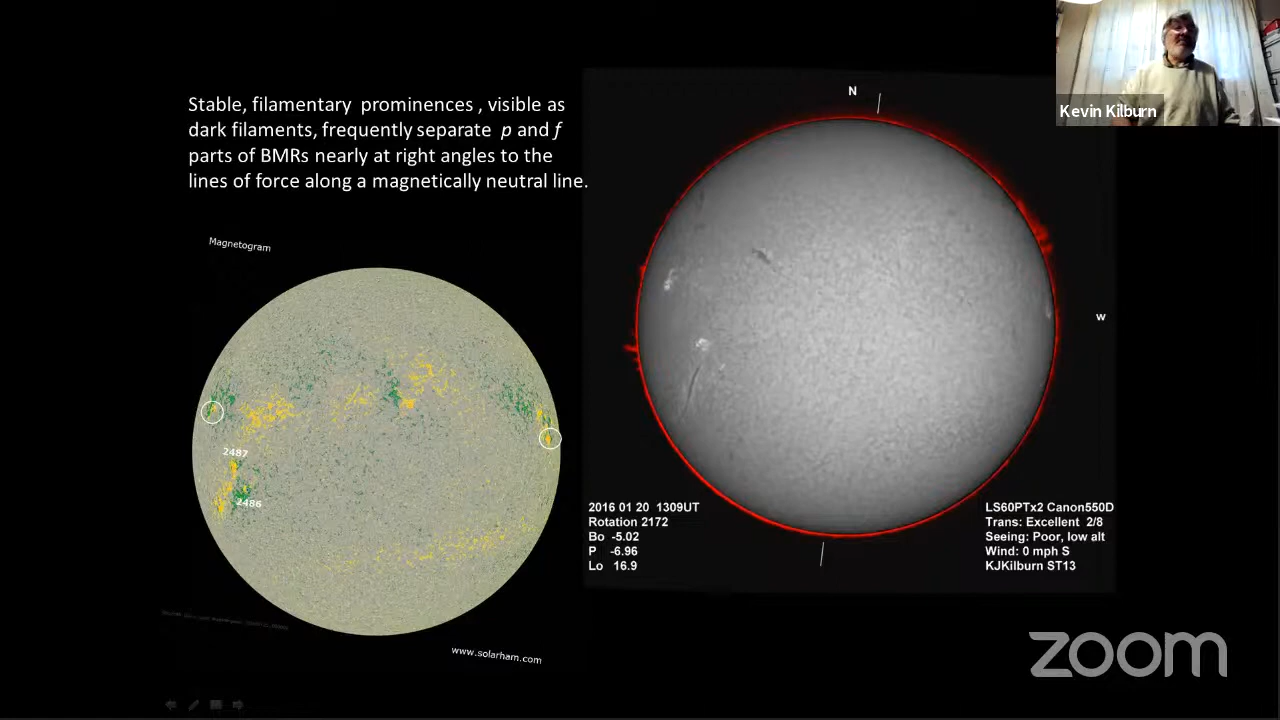 Stable, filamentary prominences , visible as
dark filaments, frequently separate p and f
parts of BMRs nearly at right angles to the
lines of force along a magnetically neutral line.
Magnetogram
2487
2486
www.solarham.com
N
W
2016 01 20 1309UT
Rotation 2172
Bo -5.02
P -6.96
Lo 16.9
LS60PTx2 Canon550D
Trans: Excellent 2/8
Seeing: Poor, low alt
Wind: 0 mph S
KJKilburn ST13
Kevin Kilburn
zoom